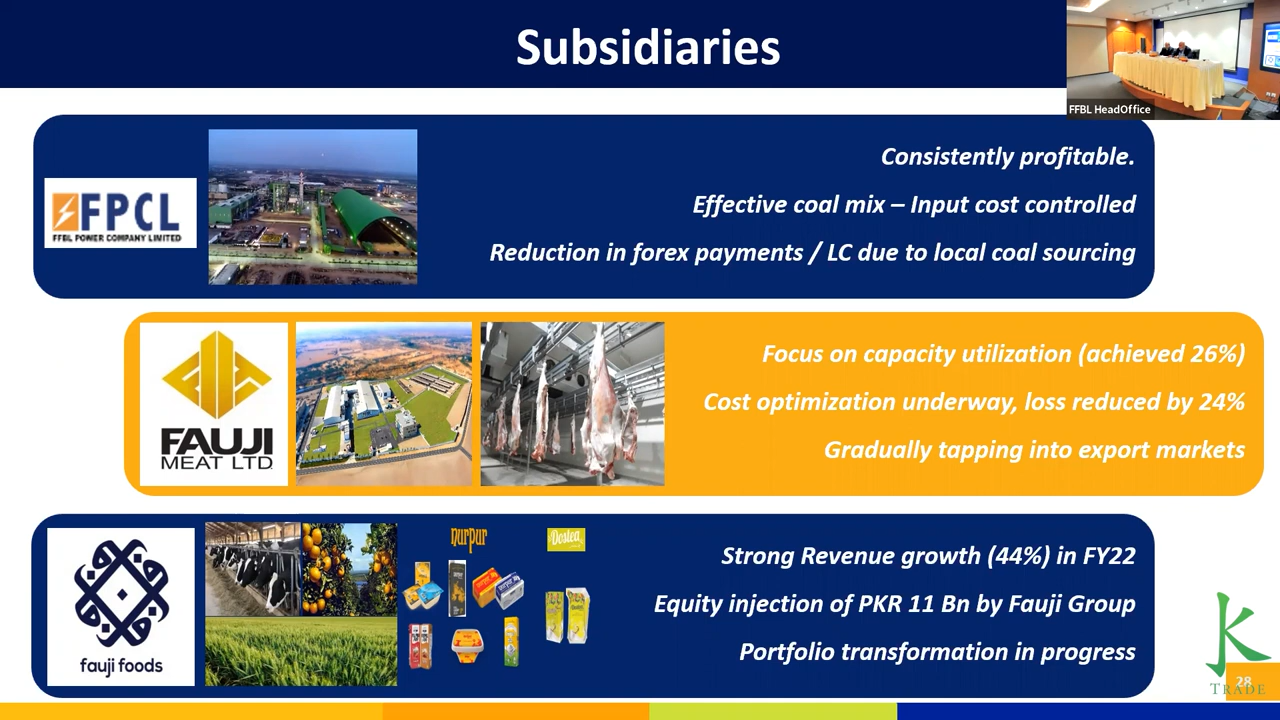 Subsidiaries
FFBL HeadOffice
FPCL
FFBL POWER COMPANY LIMITED
Consistently profitable.
Effective coal mix – Input cost controlled
Reduction in forex payments / LC due to local coal sourcing
FAUJI
MEAT LTD
Focus on capacity utilization (achieved 26%)
Cost optimization underway, loss reduced by 24%
Gradually tapping into export markets
fauji foods
nurpur
Dostea
Strong Revenue growth (44%) in FY22
Equity injection of PKR 11 Bn by Fauji Group
Portfolio transformation in progress
K
TRADE
28